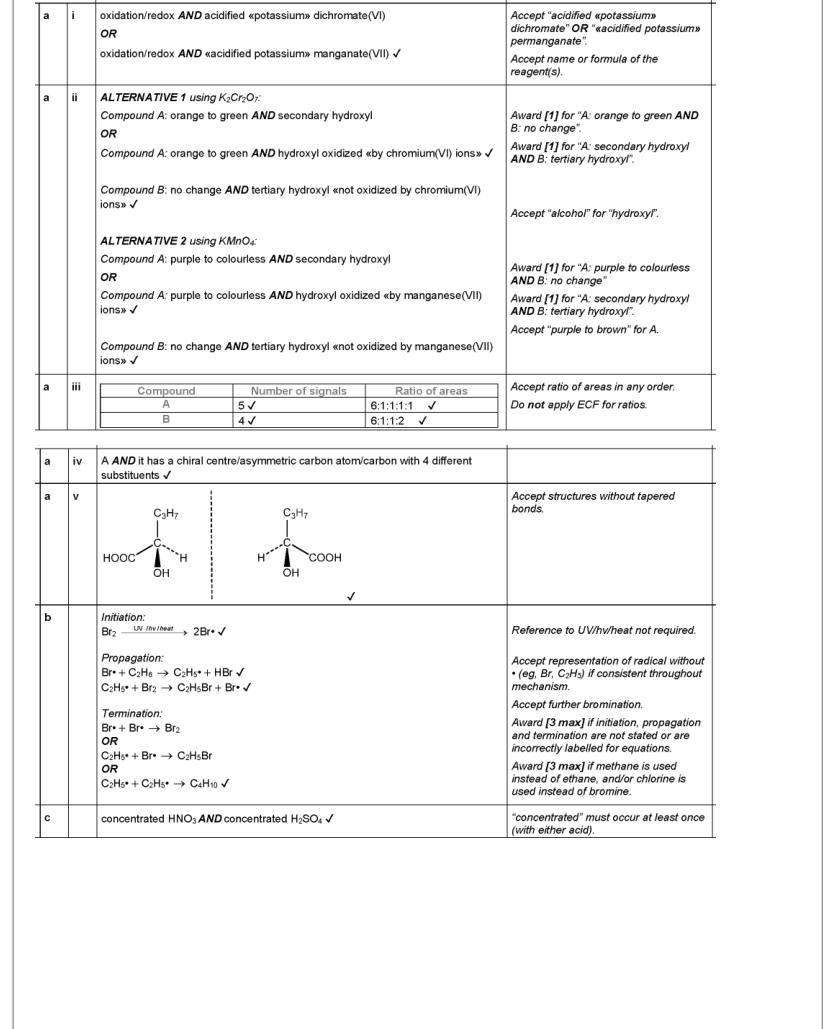 a i oxidation/redox AND acidified «potassium» dichromate(VI)
OR
oxidation/redox AND «acidified potassium» manganate(VII) ✓
Accept "acidified «potassium»
dichromate" OR "«acidified potassium»
permanganate".
Accept name or formula of the
reagent(s).
a ii ALTERNATIVE 1 using K₂Cr₂O₇:
Compound A: orange to green AND secondary hydroxyl
OR
Compound A: orange to green AND hydroxyl oxidized «by chromium(VI) ions» ✓
Compound B: no change AND tertiary hydroxyl «not oxidized by chromium(VI)
ions» ✓
ALTERNATIVE 2 using KMnO₄:
Compound A: purple to colourless AND secondary hydroxyl
OR
Compound A: purple to colourless AND hydroxyl oxidized «by manganese(VII)
ions» ✓
Compound B: no change AND tertiary hydroxyl «not oxidized by manganese(VII)
ions» ✓
Award [1] for "A: orange to green AND
B: no change".
Award [1] for "A: secondary hydroxyl
AND B: tertiary hydroxyl".
Accept "alcohol" for "hydroxyl".
Award [1] for "A: purple to colourless
AND B: no change"
Award [1] for "A: secondary hydroxyl
AND B: tertiary hydroxyl".
Accept "purple to brown" for A.
a iii Compound Number of signals Ratio of areas
A 5 ✓ 6:1:1:1:1 ✓
B 4 ✓ 6:1:1:2 ✓
Accept ratio of areas in any order.
Do not apply ECF for ratios.
a iv A AND it has a chiral centre/asymmetric carbon atom/carbon with 4 different
substituents ✓
a v
C₃H₇ C₃H₇
C C
HOOC H H COOH
OH OH
✓
Accept structures without tapered
bonds.
b Initiation:
Br₂ UV /hv/heat → 2Br• ✓
Propagation:
Br• + C₂H₆ → C₂H₅• + HBr ✓
C₂H₅• + Br₂ → C₂H₅Br + Br• ✓
Termination:
Br• + Br• → Br₂
OR
C₂H₅• + Br• → C₂H₅Br
OR
C₂H₅• + C₂H₅• → C₄H₁₀ ✓
Reference to UV/hv/heat not required.
Accept representation of radical without
• (eg, Br, C₂H₅) if consistent throughout
mechanism.
Accept further bromination.
Award [3 max] if initiation, propagation
and termination are not stated or are
incorrectly labelled for equations.
Award [3 max] if methane is used
instead of ethane, and/or chlorine is
used instead of bromine.
c concentrated HNO₃ AND concentrated H₂SO₄ ✓
"concentrated" must occur at least once
(with either acid).